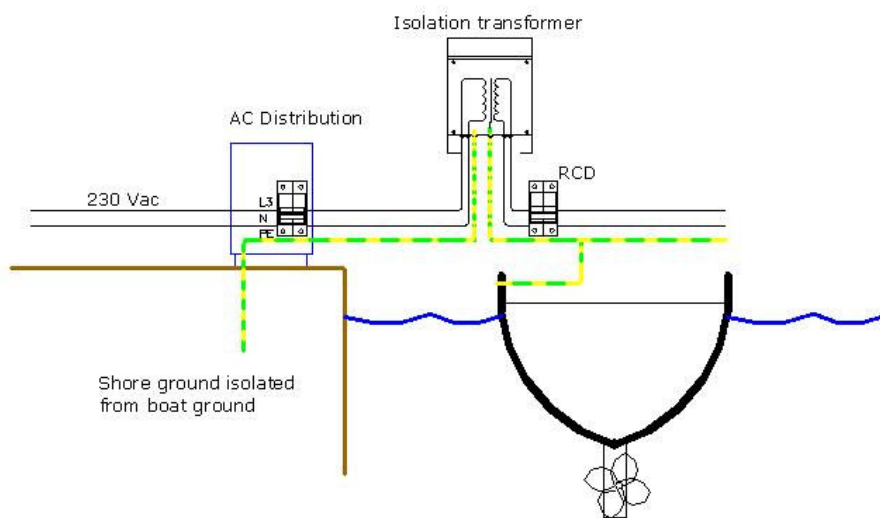 Isolation transformer
AC Distribution
RCD
230 Vac
L3
N
PE
Shore ground isolated
from boat ground